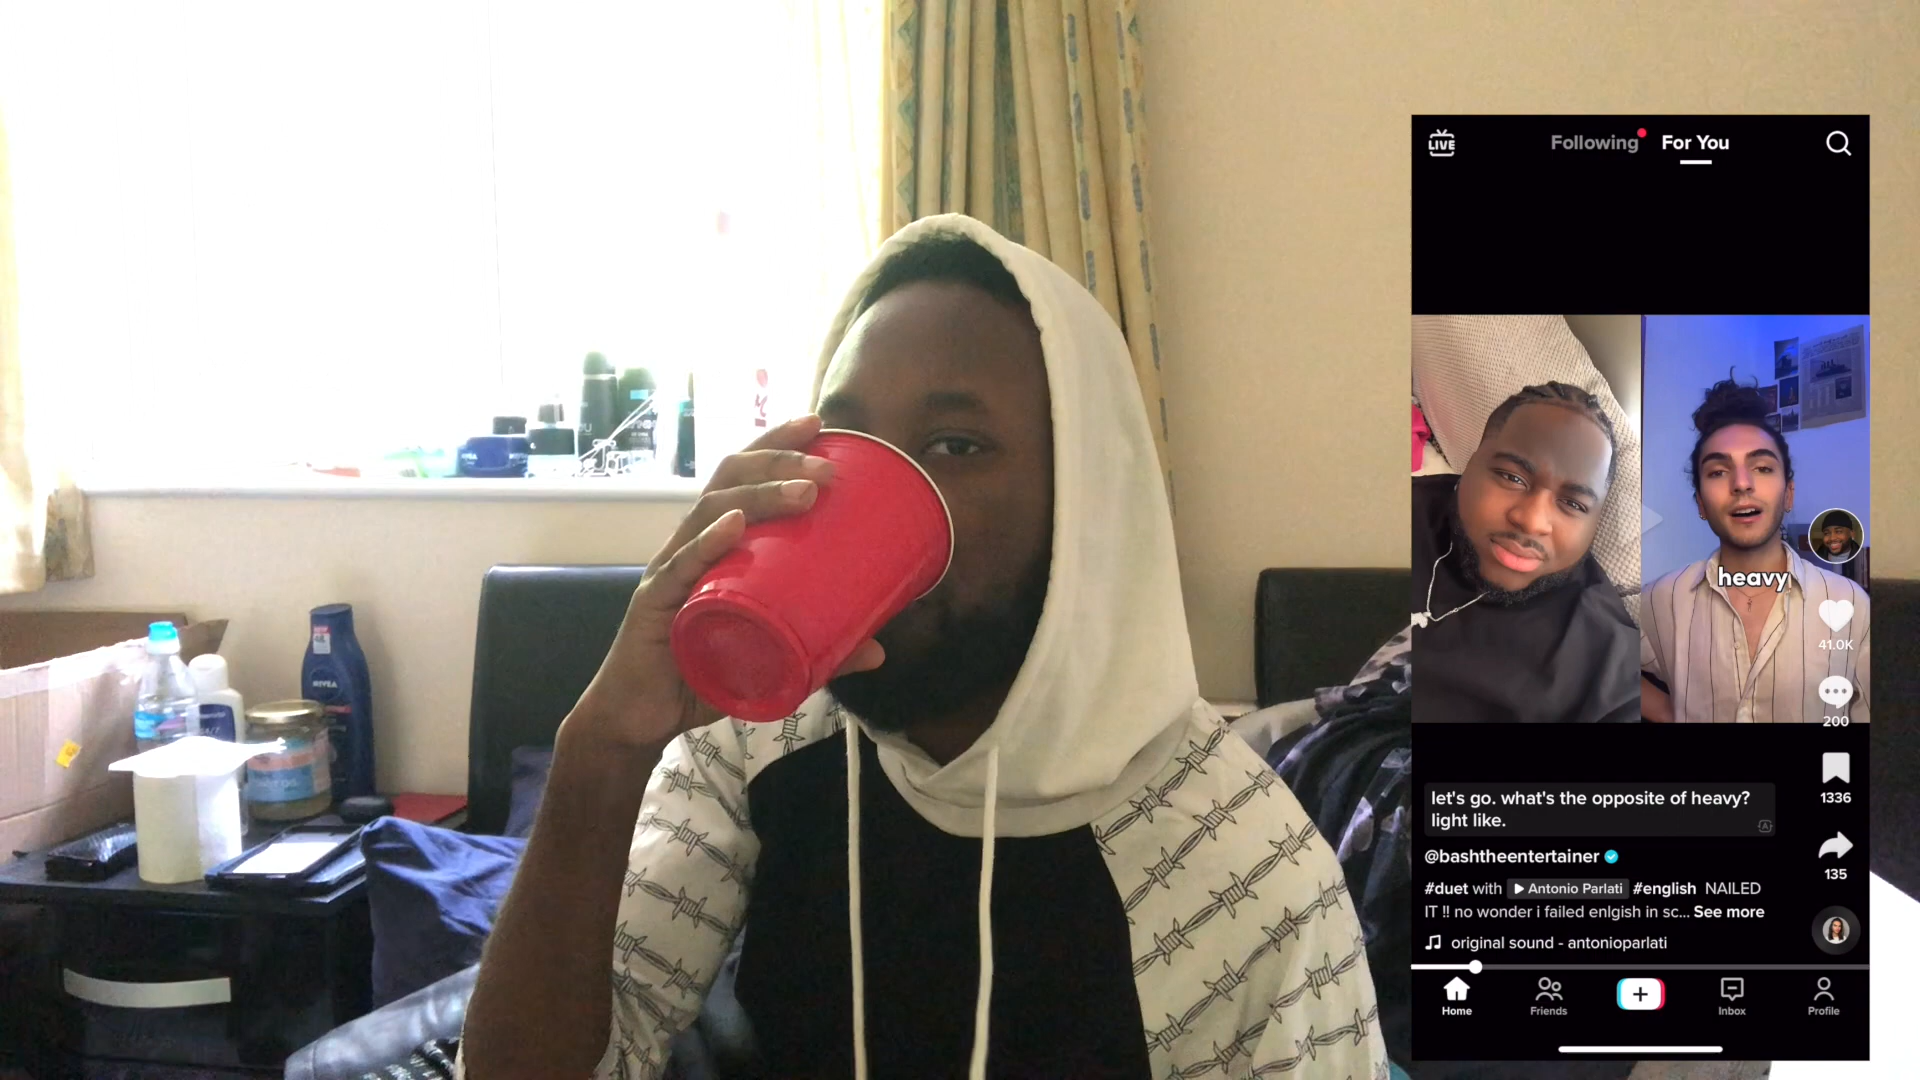 LIVE
Following
For You
heavy
41.0K
200
1336
135
let's go. what's the opposite of heavy?
light like.
@bashtheentertainer
#duet with ▶ Antonio Parlati #english NAILED
IT !! no wonder i failed enlgish in sc... See more
original sound - antonioparlati
Home
Friends
Inbox
Profile
NIVEA
NIVEA